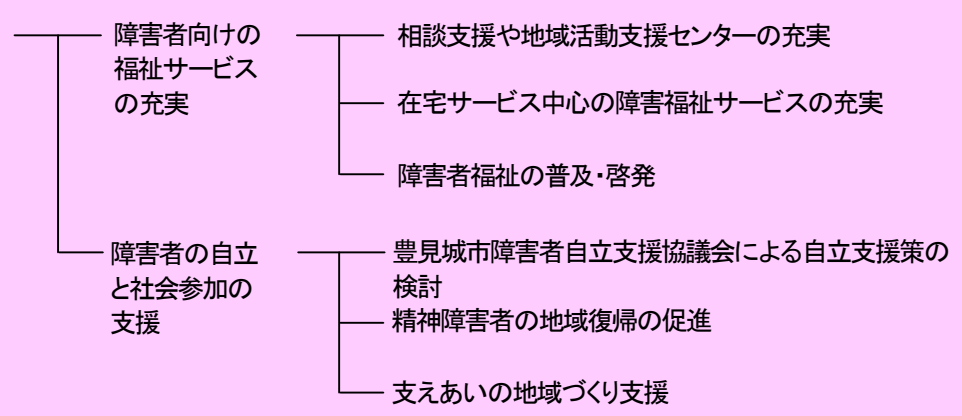 障害者向けの
福祉サービス
の充実
相談支援や地域活動支援センターの充実
在宅サービス中心の障害福祉サービスの充実
障害者福祉の普及・啓発
障害者の自立
と社会参加の
支援
豊見城市障害者自立支援協議会による自立支援策の
検討
精神障害者の地域復帰の促進
支えあいの地域づくり支援